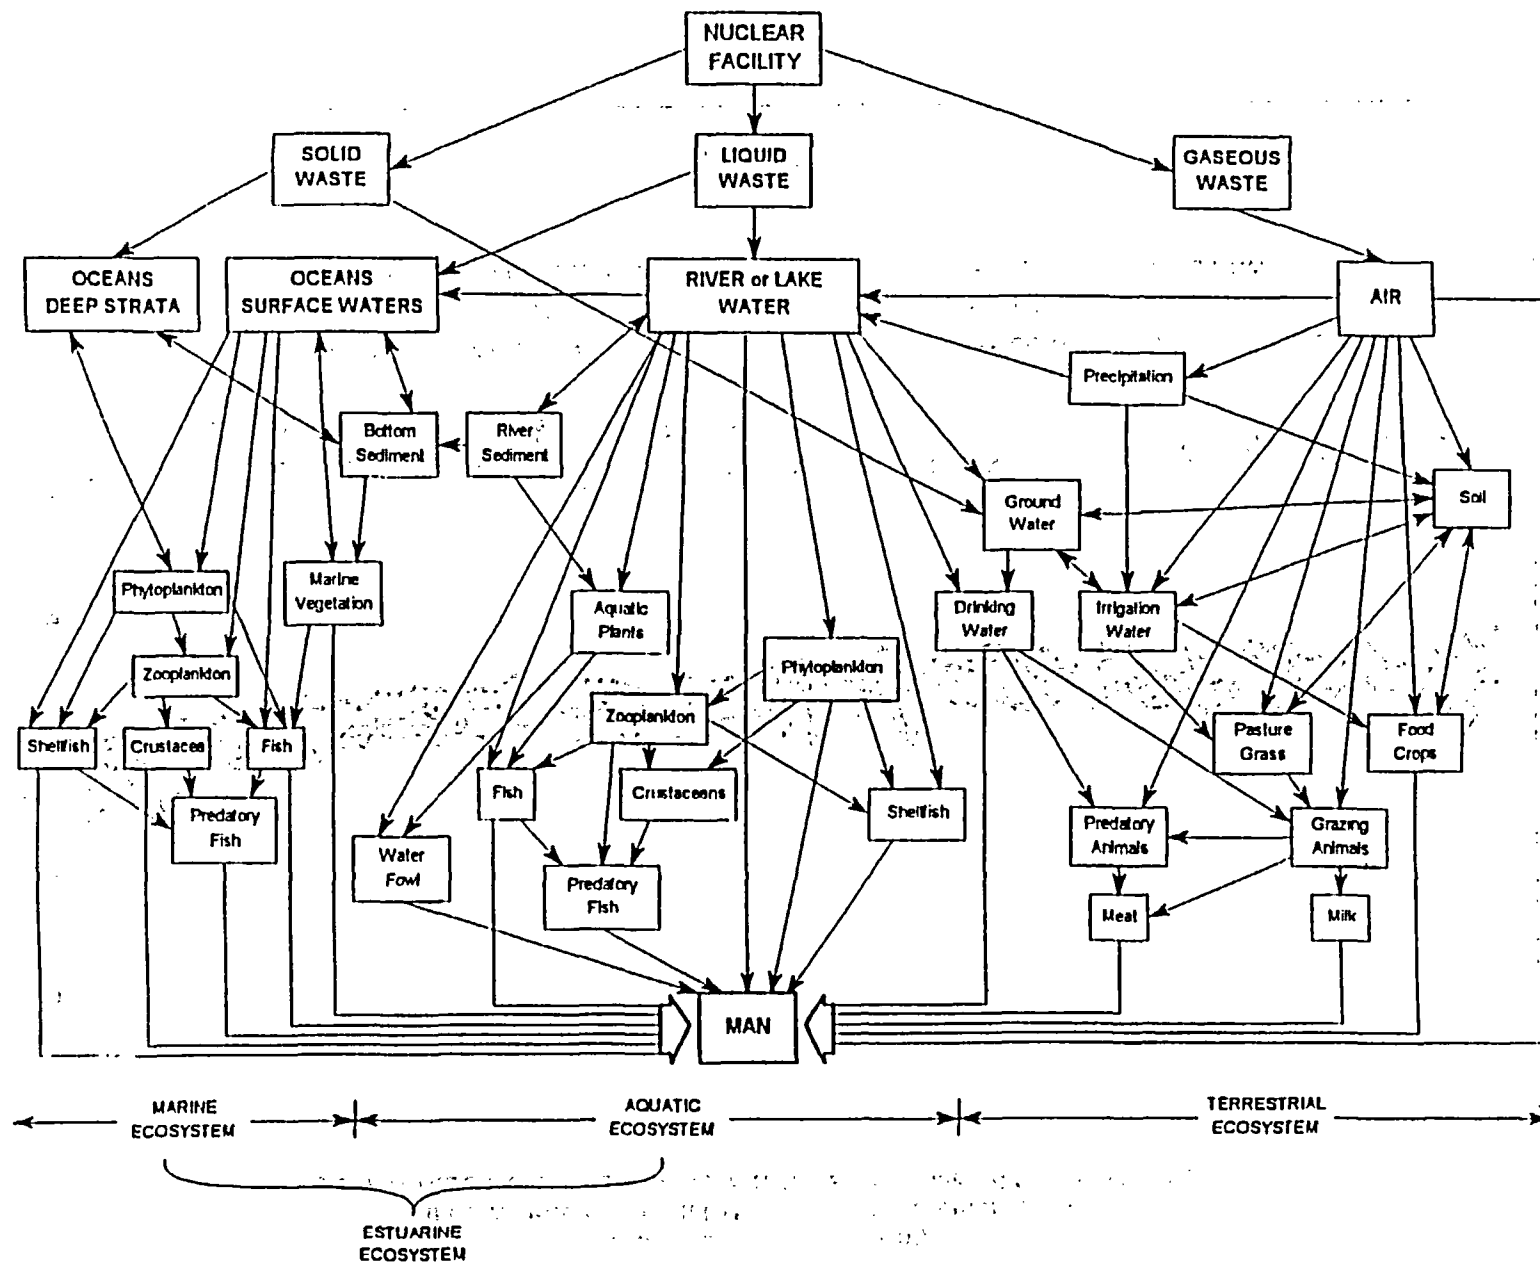 NUCLEAR
FACILITY
SOLID
WASTE
LIQUID
WASTE
GASEOUS
WASTE
OCEANS
DEEP STRATA
OCEANS
SURFACE WATERS
RIVER or LAKE
WATER
AIR
Precipitation
Bottom
Sediment
River
Sediment
Ground
Water
Soil
Phytoplankton
Marine
Vegetation
Aquatic
Plants
Drinking
Water
Irrigation
Water
Zooplankton
Phytoplankton
Zooplankton
Shellfish
Crustacea
Fish
Pasture
Grass
Food
Crops
Fish
Crustaceans
Shellfish
Predatory
Fish
Predatory
Animals
Grazing
Animals
Water
Fowl
Predatory
Fish
Meat
Milk
MAN
MARINE
ECOSYSTEM
AQUATIC
ECOSYSTEM
TERRESTRIAL
ECOSYSTEM
ESTUARINE
ECOSYSTEM